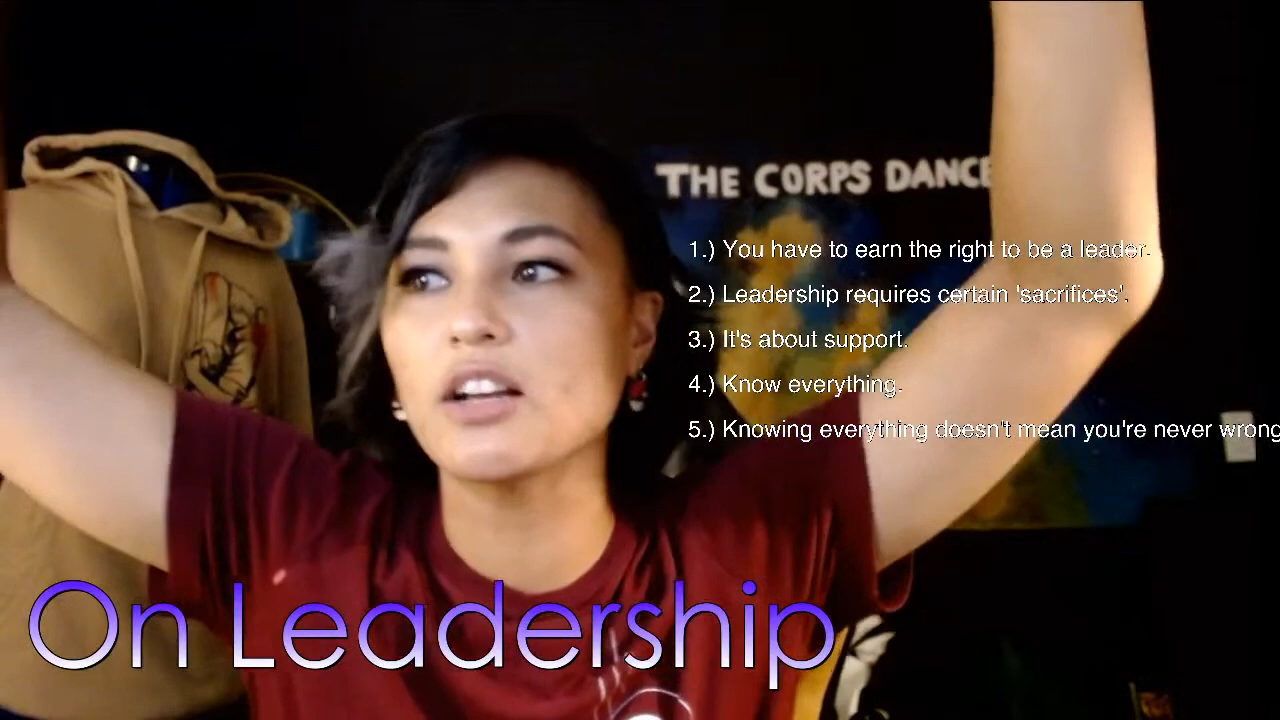 THE CORPS DANCE
1.) You have to earn the right to be a leader.
2.) Leadership requires certain 'sacrifices'.
3.) It's about support.
4.) Know everything.
5.) Knowing everything doesn't mean you're never wrong
On Leadership